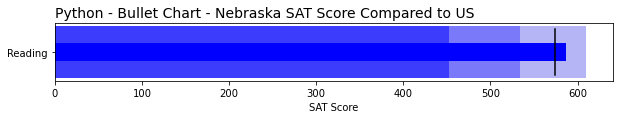 Python - Bullet Chart - Nebraska SAT Score Compared to US
Reading
0 100 200 300 400 500 600
SAT Score